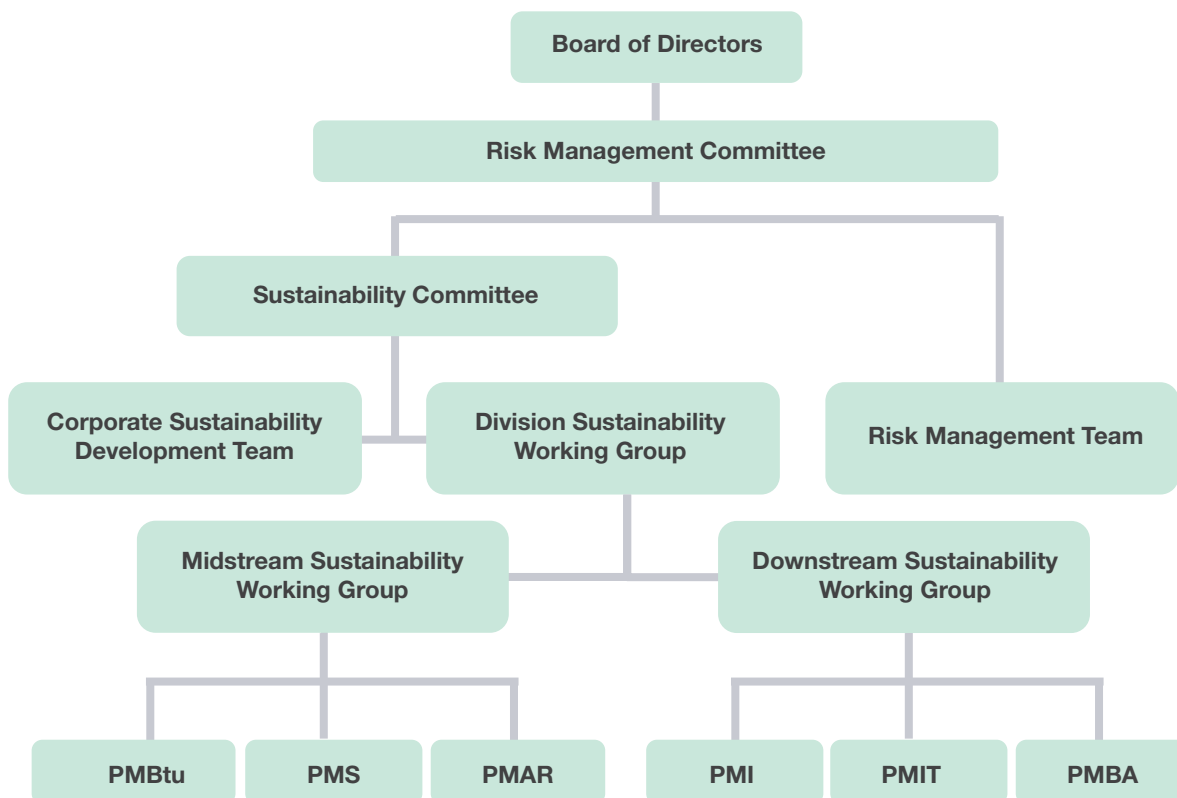 Board of Directors
Risk Management Committee
Sustainability Committee
Corporate Sustainability
Development Team
Division Sustainability
Working Group
Risk Management Team
Midstream Sustainability
Working Group
Downstream Sustainability
Working Group
PMBtu
PMS
PMAR
PMI
PMIT
PMBA